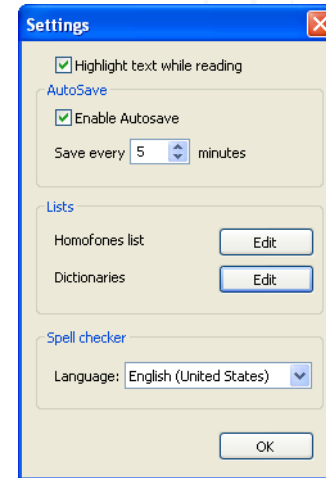 Settings
Highlight text while reading
AutoSave
Enable Autosave
Save every 5 minutes
Lists
Homofones list Edit
Dictionaries Edit
Spell checker
Language: English (United States)
OK